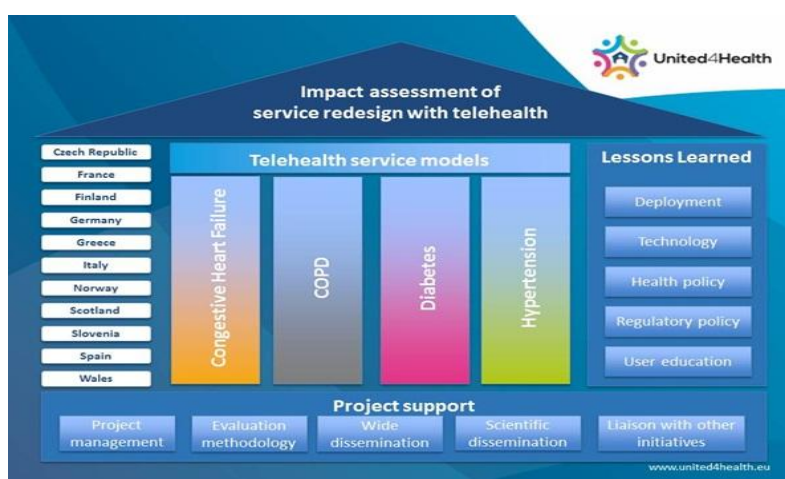 United4Health
Impact assessment of
service redesign with telehealth
Czech Republic
France
Finland
Germany
Greece
Italy
Norway
Scotland
Slovenia
Spain
Wales
Telehealth service models
Congestive Heart Failure
COPD
Diabetes
Hypertension
Lessons Learned
Deployment
Technology
Health policy
Regulatory policy
User education
Project support
Project
management
Evaluation
methodology
Wide
dissemination
Scientific
dissemination
Liaison with other
initiatives
www.united4health.eu